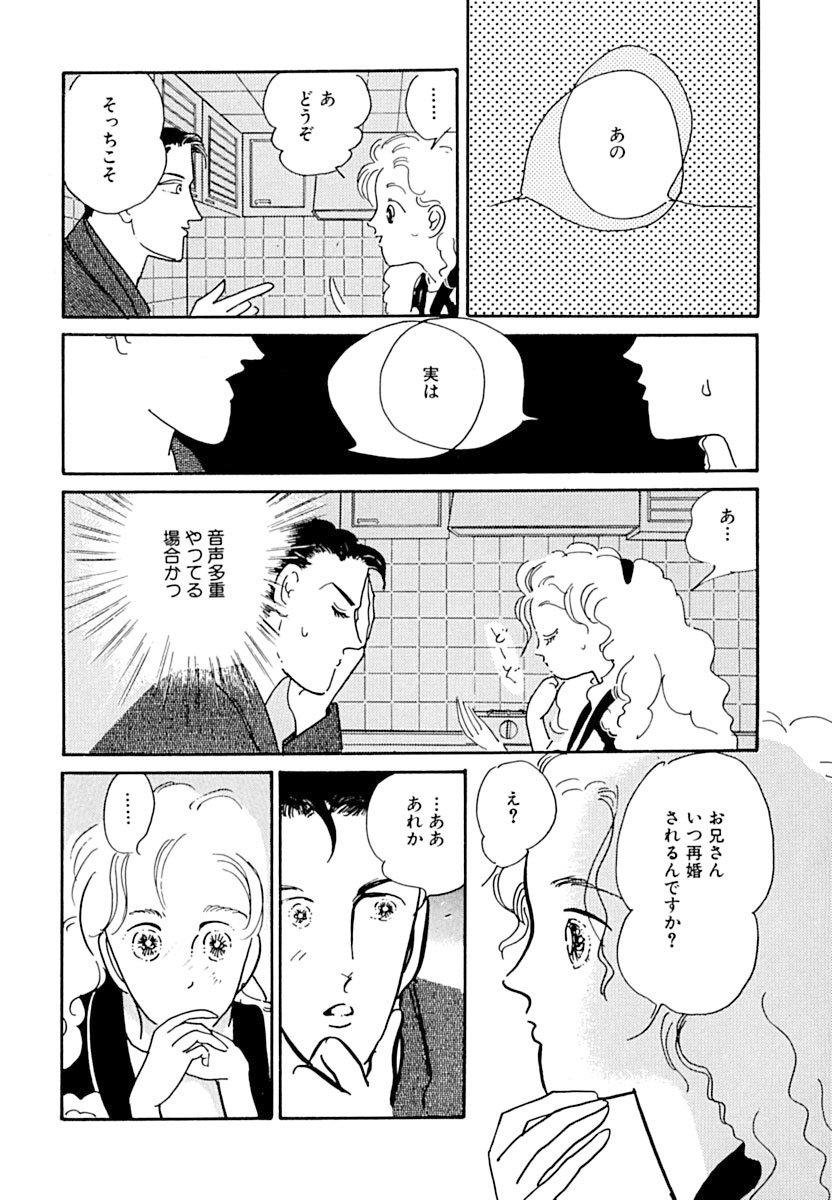 あの
……
あ
どうぞ
そっちこそ
実は
あ…
どーぞ
音声多重
やってる
場合かっ
お兄さん
いつ再婚
されるんですか?
え?
…ああ
あれか
……